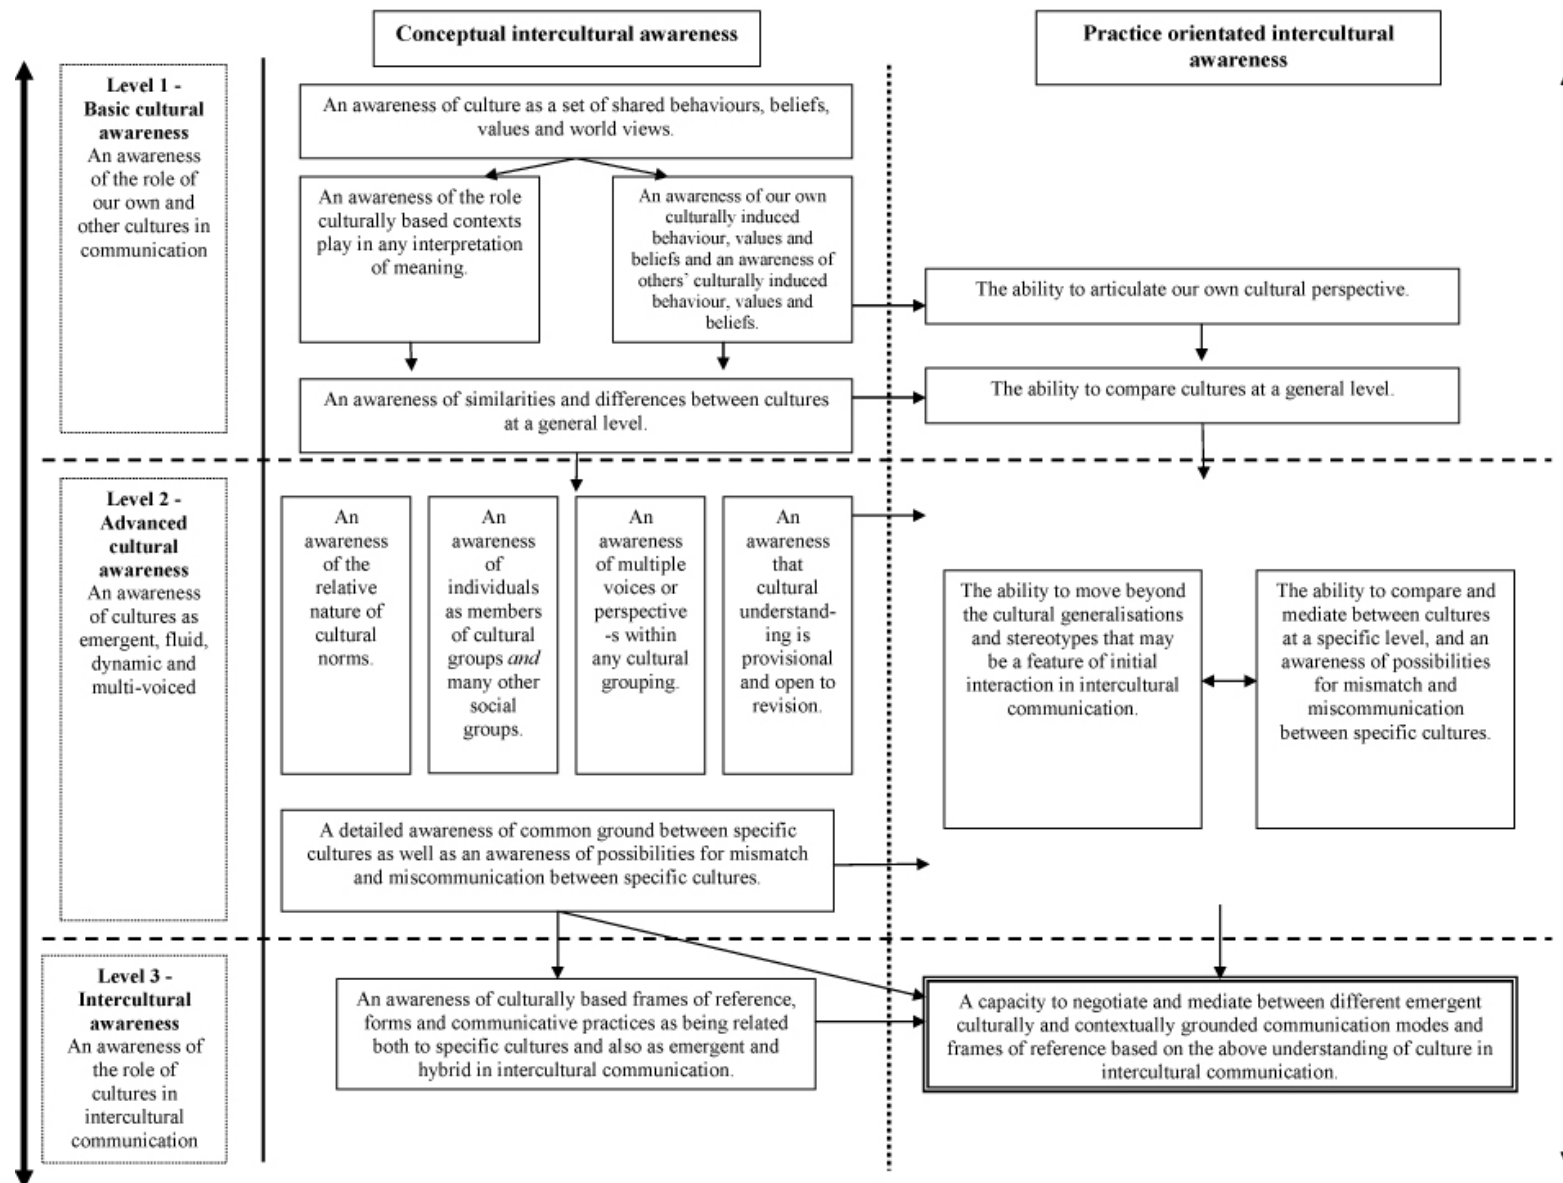 Conceptual intercultural awareness
Practice orientated intercultural
awareness
Level 1 -
Basic cultural
awareness
An awareness
of the role of
our own and
other cultures in
communication
An awareness of culture as a set of shared behaviours, beliefs,
values and world views.
An awareness of the role
culturally based contexts
play in any interpretation
of meaning.
An awareness of our own
culturally induced
behaviour, values and
beliefs and an awareness of
others` culturally induced
behaviour, values and
beliefs.
The ability to articulate our own cultural perspective.
An awareness of similarities and differences between cultures
at a general level.
The ability to compare cultures at a general level.
Level 2 -
Advanced
cultural
awareness
An awareness
of cultures as
emergent, fluid,
dynamic and
multi-voiced
An
awareness
of the
relative
nature of
cultural
norms.
An
awareness
of
individuals
as members
of cultural
groups and
many other
social
groups.
An
awareness
of multiple
voices or
perspective
-s within
any cultural
grouping.
An
awareness
that
cultural
understand-
ing is
provisional
and open to
revision.
The ability to move beyond
the cultural generalisations
and stereotypes that may
be a feature of initial
interaction in intercultural
communication.
The ability to compare and
mediate between cultures
at a specific level, and an
awareness of possibilities
for mismatch and
miscommunication
between specific cultures.
A detailed awareness of common ground between specific
cultures as well as an awareness of possibilities for mismatch
and miscommunication between specific cultures.
Level 3 -
Intercultural
awareness
An awareness of
the role of
cultures in
intercultural
communication
An awareness of culturally based frames of reference,
forms and communicative practices as being related
both to specific cultures and also as emergent and
hybrid in intercultural communication.
A capacity to negotiate and mediate between different emergent
culturally and contextually grounded communication modes and
frames of reference based on the above understanding of culture in
intercultural communication.